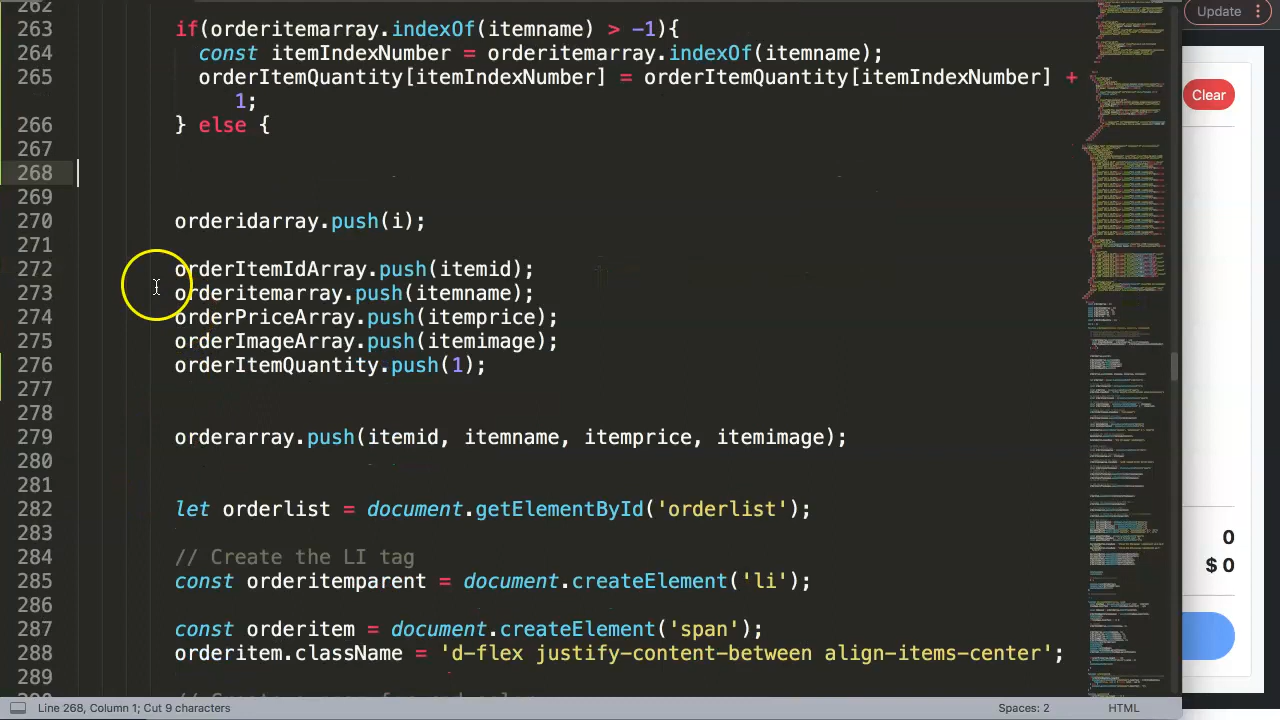 262
Update
263 if(orderitemarray.indexOf(itemname) > -1){
264 const itemIndexNumber = orderitemarray.indexOf(itemname);
265 orderItemQuantity[itemIndexNumber] = orderItemQuantity[itemIndexNumber] +
Clear
1;
266 } else {
267
268
269
270 orderidarray.push(i);
271
272 orderItemIdArray.push(itemid);
273 orderitemarray.push(itemname);
274 orderPriceArray.push(itemprice);
275 orderImageArray.push(itemimage);
276 orderItemQuantity.push(1);
277
278
279 orderarray.push(itemid, itemname, itemprice, itemimage);
280
281
282 let orderlist = document.getElementById('orderlist');
283
0
284 // Create the LI tag
$ 0
285 const orderitemparent = document.createElement('li');
286
287 const orderitem = document.createElement('span');
288 orderitem.className = 'd-flex justify-content-between align-items-center';
289
Line 268, Column 1; Cut 9 characters
Spaces: 2
HTML